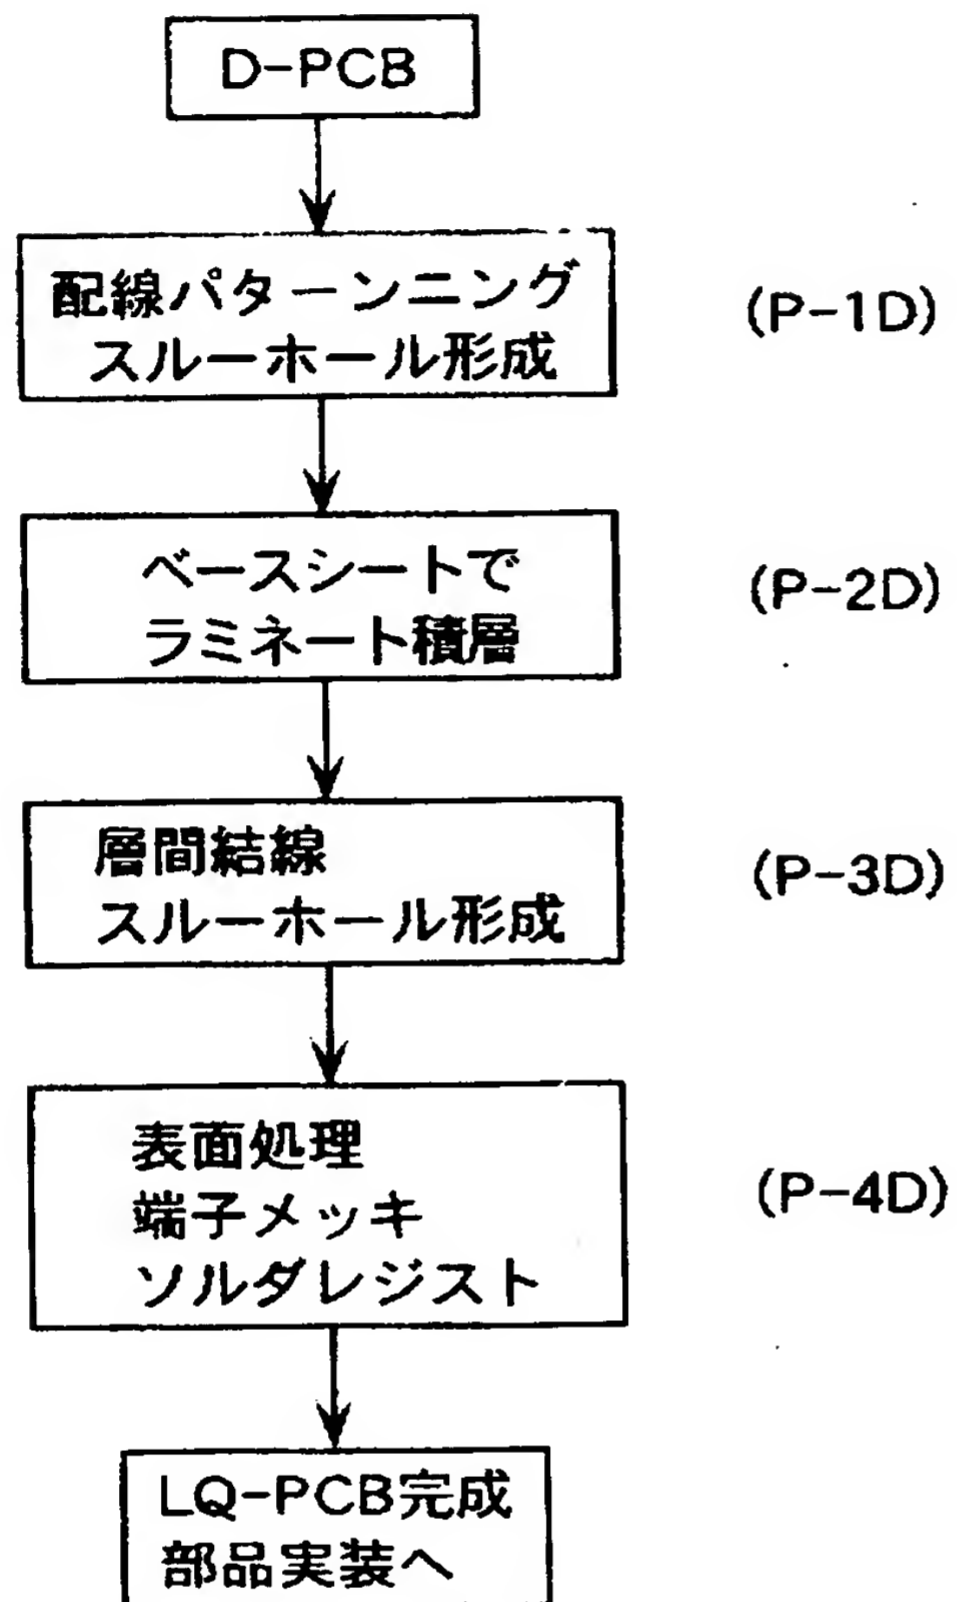 D-PCB
配線パターンニング
スルーホール形成
(P-1D)
ベースシートで
ラミネート積層
(P-2D)
層間結線
スルーホール形成
(P-3D)
表面処理
端子メッキ
ソルダレジスト
(P-4D)
LQ-PCB完成
部品実装へ